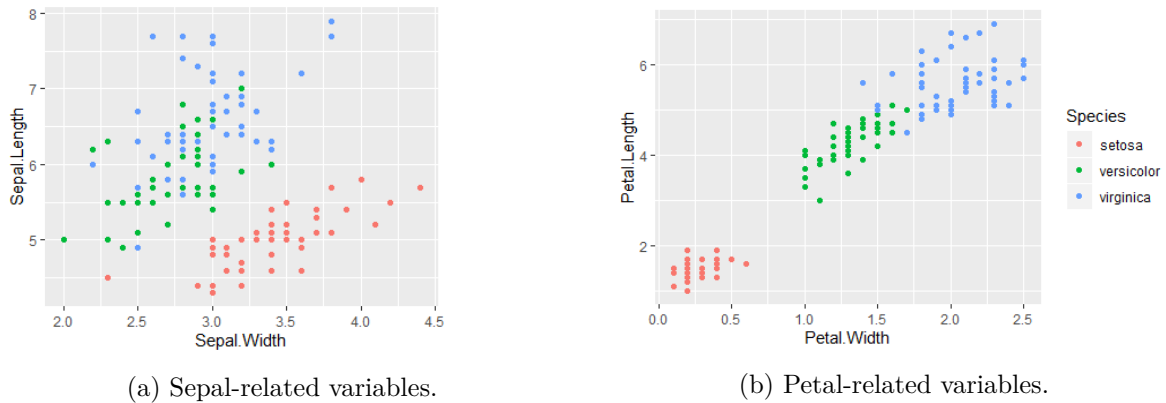 8
7
6
5
Sepal.Length
2.0 2.5 3.0 3.5 4.0 4.5
Sepal.Width
(a) Sepal-related variables.
6
4
2
Petal.Length
0.0 0.5 1.0 1.5 2.0 2.5
Petal.Width
Species
setosa
versicolor
virginica
(b) Petal-related variables.